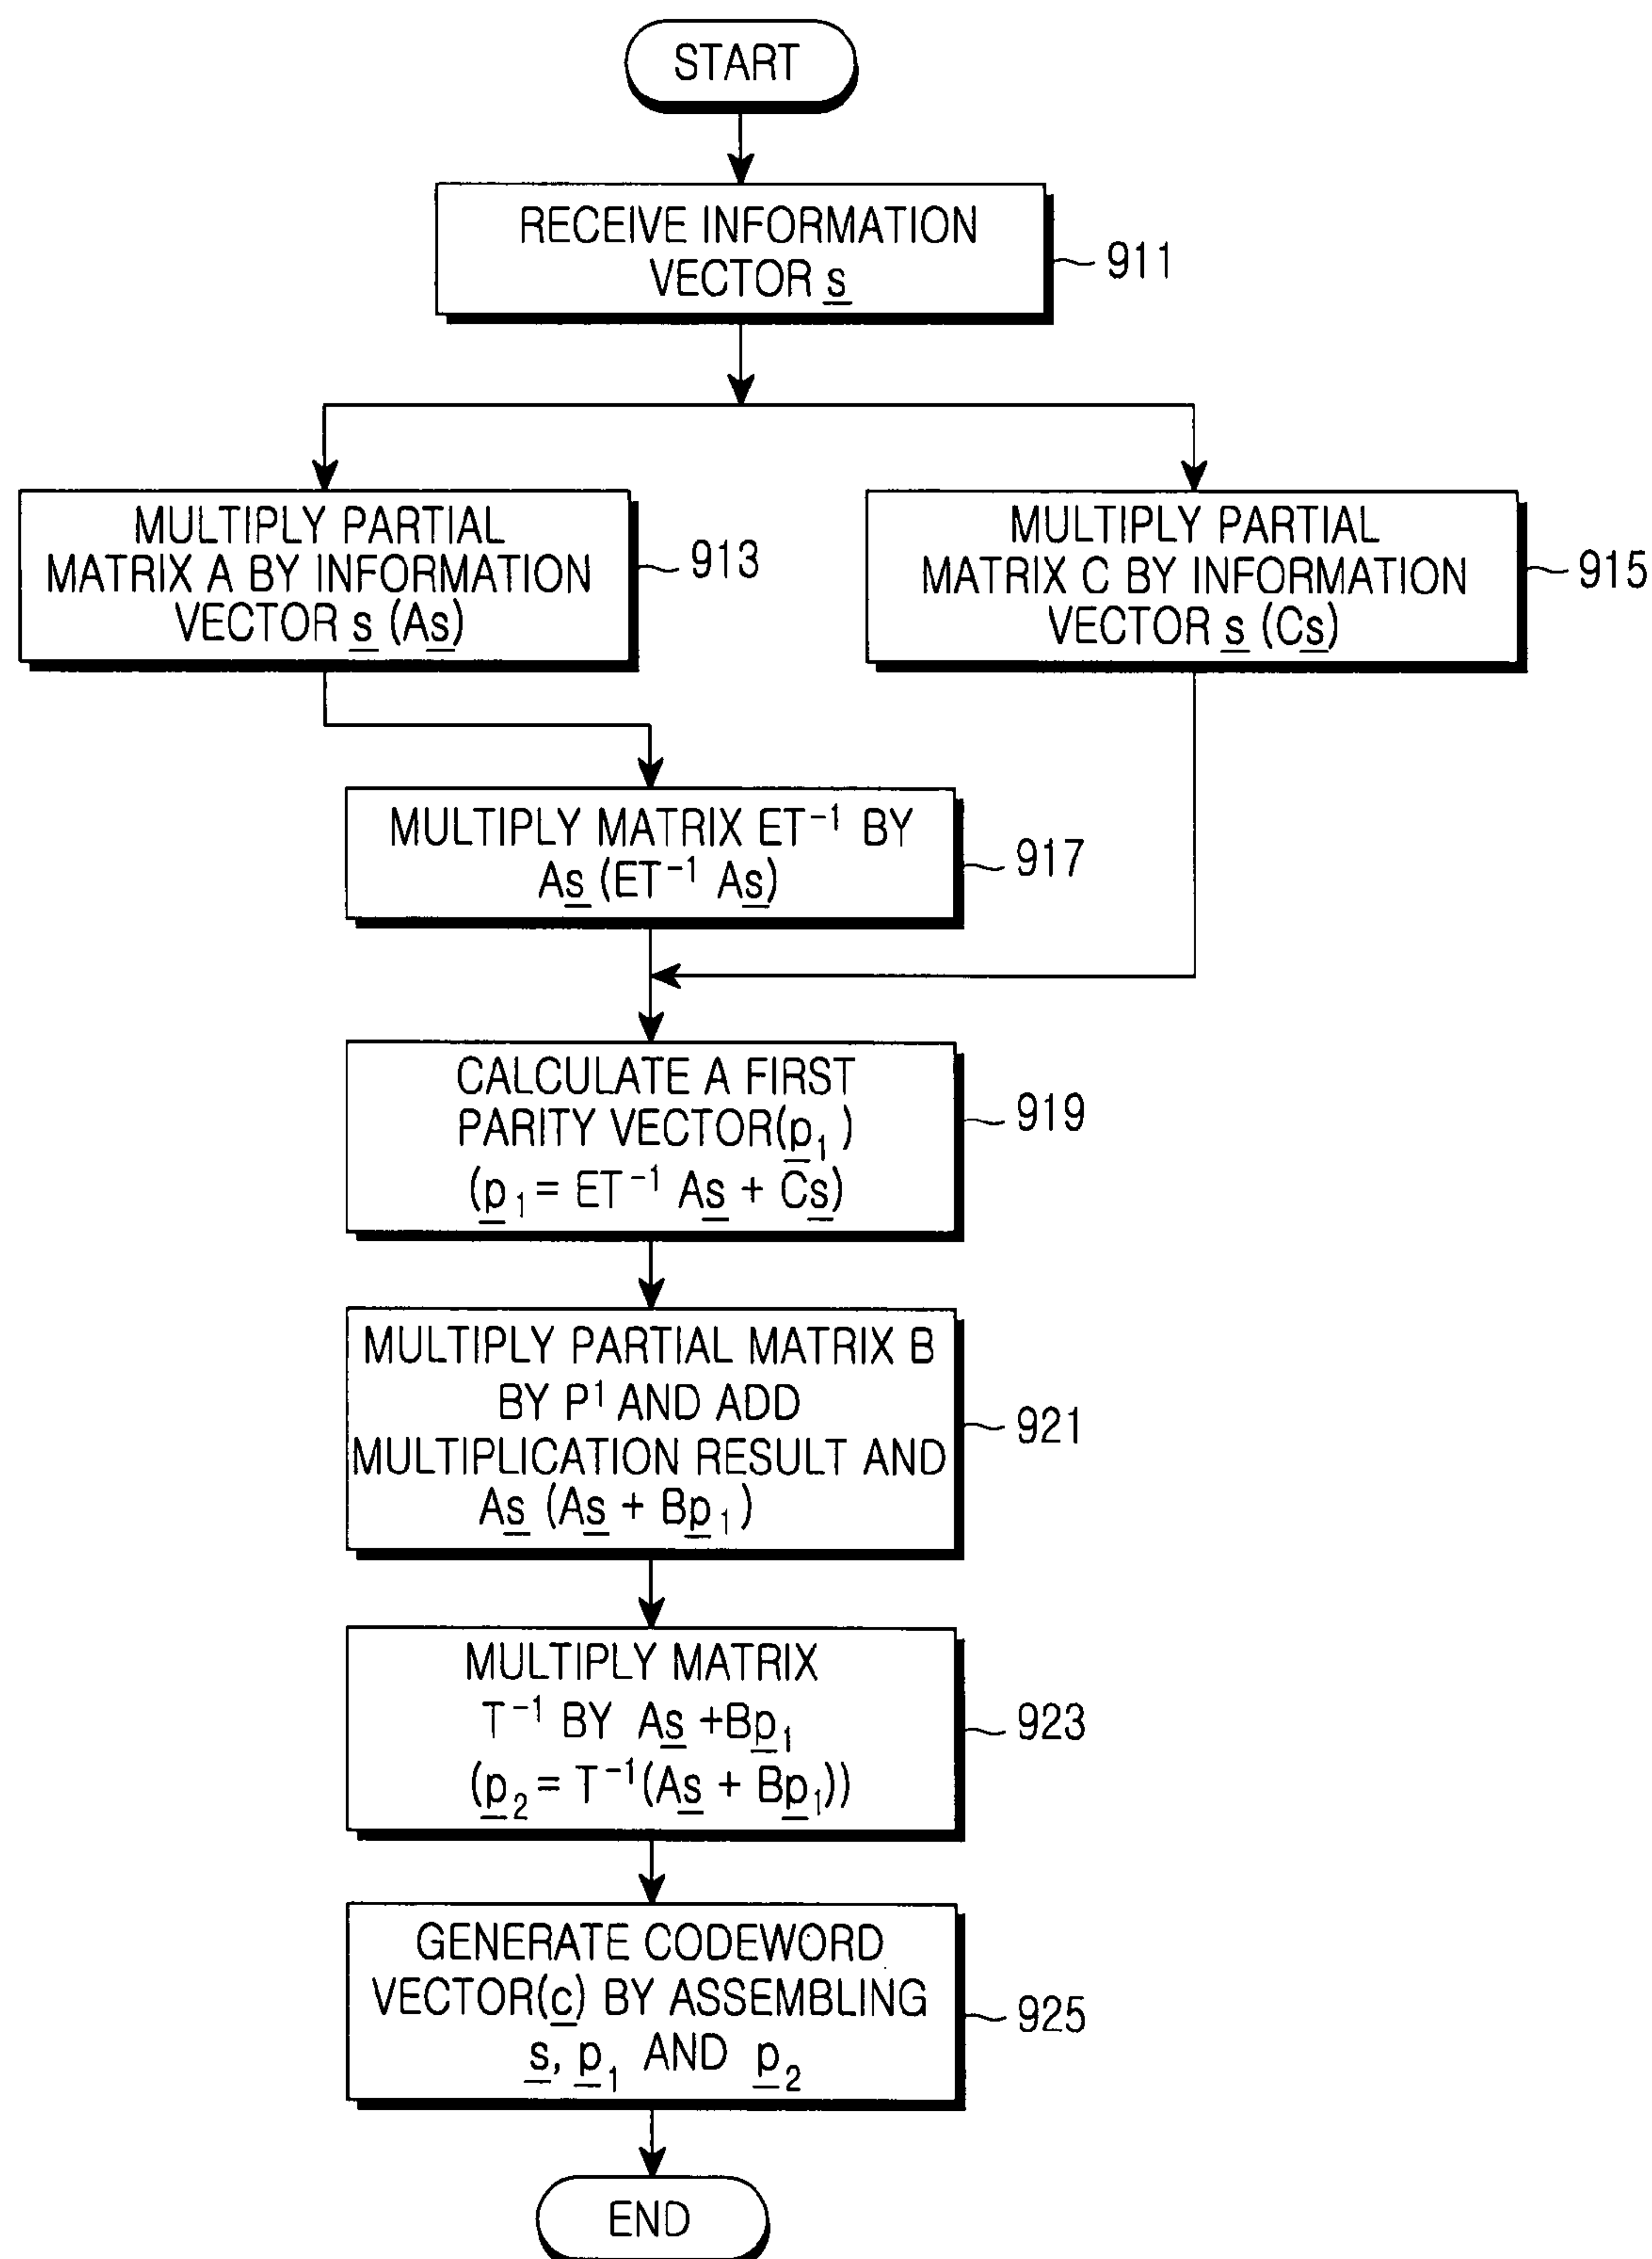 START
RECEIVE INFORMATION
VECTOR s
911
MULTIPLY PARTIAL
MATRIX A BY INFORMATION
VECTOR s (As)
913
MULTIPLY PARTIAL
MATRIX C BY INFORMATION
VECTOR s (Cs)
915
MULTIPLY MATRIX ET⁻¹ BY
As (ET⁻¹ As)
917
CALCULATE A FIRST
PARITY VECTOR(p₁)
(p₁ = ET⁻¹ As + Cs)
919
MULTIPLY PARTIAL MATRIX B
BY P¹ AND ADD
MULTIPLICATION RESULT AND
As (As + Bp₁)
921
MULTIPLY MATRIX
T⁻¹ BY As +Bp₁
(p₂ = T⁻¹(As + Bp₁))
923
GENERATE CODEWORD
VECTOR(c) BY ASSEMBLING
s, p₁ AND p₂
925
END